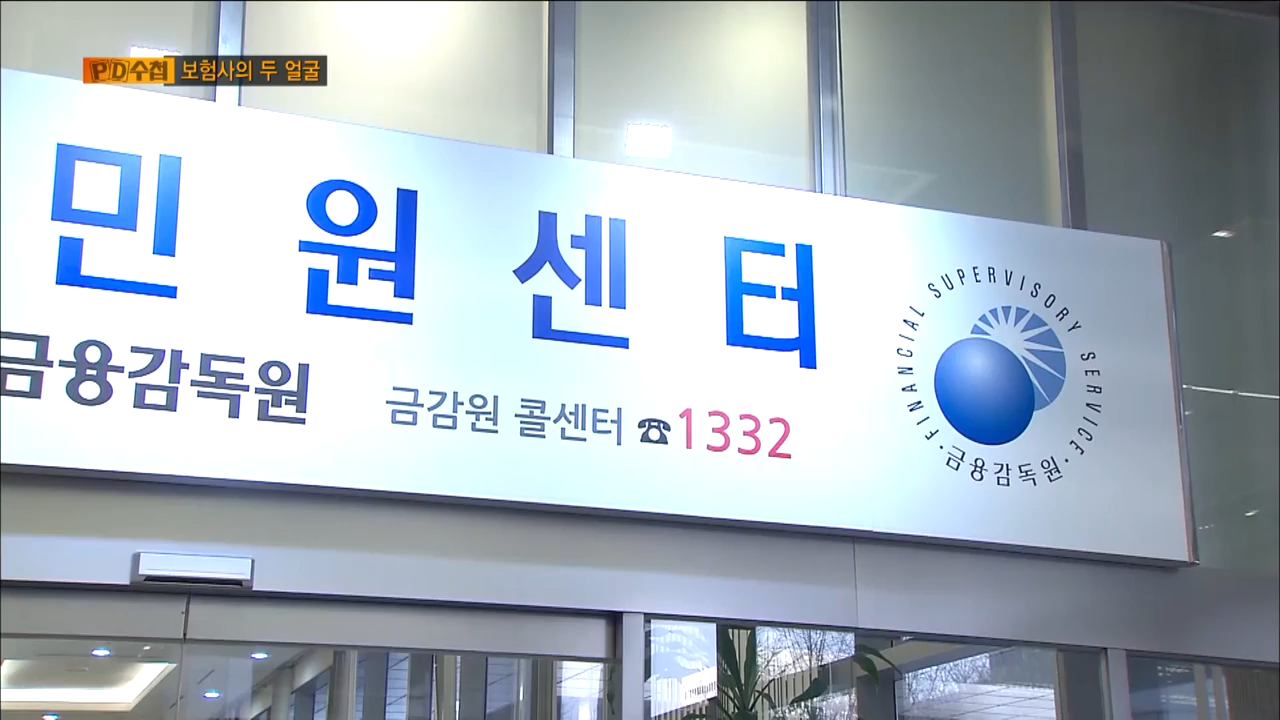 PD수첩 보험사의 두 얼굴
민원센터
금융감독원 금감원 콜센터 ☎1332
FINANCIAL SUPERVISORY SERVICE
·금융감독원·